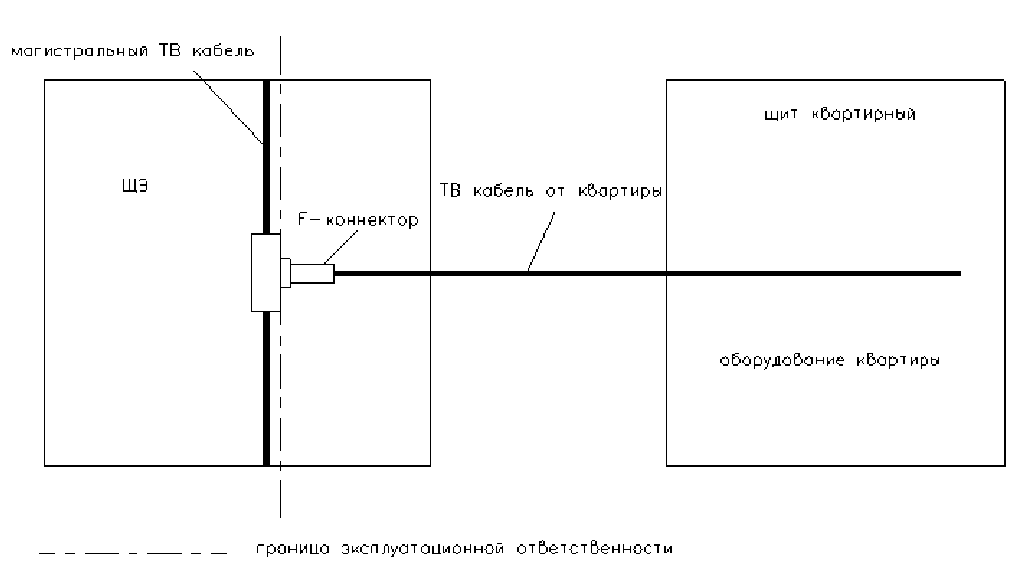 магистральный ТВ кабель
щит квартирный
ЩЭ
ТВ кабель от квартиры
F-коннектор
оборудование квартиры
граница эксплуатационной ответственности